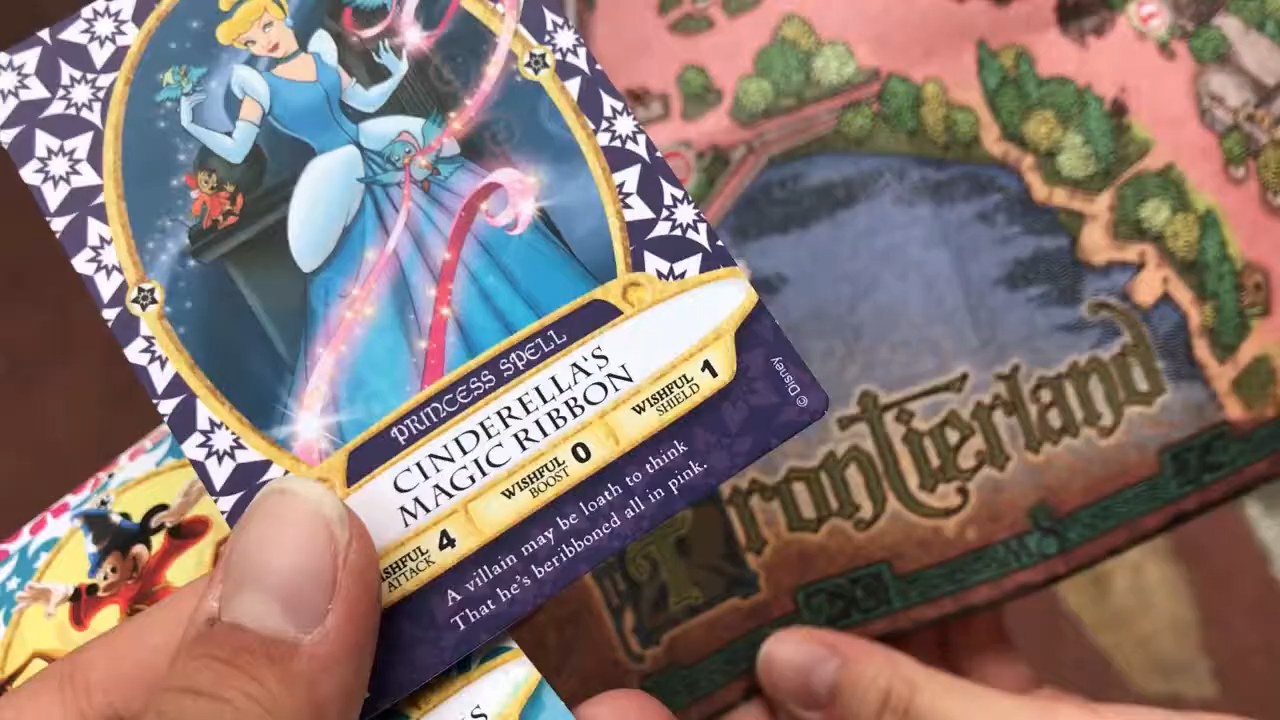 PRINCESS SPELL
CINDERELLA'S
MAGIC RIBBON
ATTACK 4
WISHFUL BOOST 0
WISHFUL SHIELD 1
A villain may be loath to think
That he's beribboned all in pink.
© Disney
Frontierland
MS